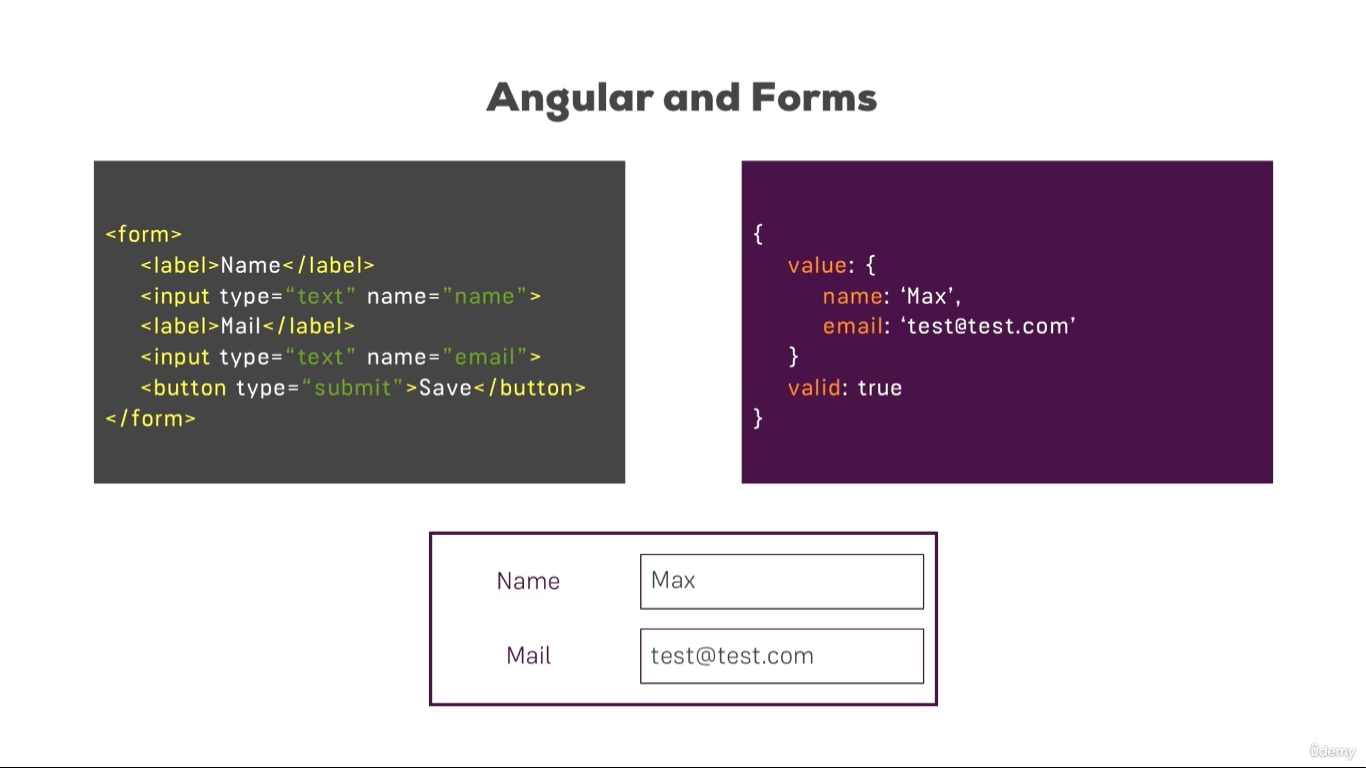 Angular and Forms
<form>
<label>Name</label>
<input type=“text” name=”name”>
<label>Mail</label>
<input type=“text” name=”email”>
<button type=“submit”>Save</button>
</form>
{
value: {
name: ‘Max’,
email: ‘test@test.com’
}
valid: true
}
Name
Max
Mail
test@test.com
ûdemy